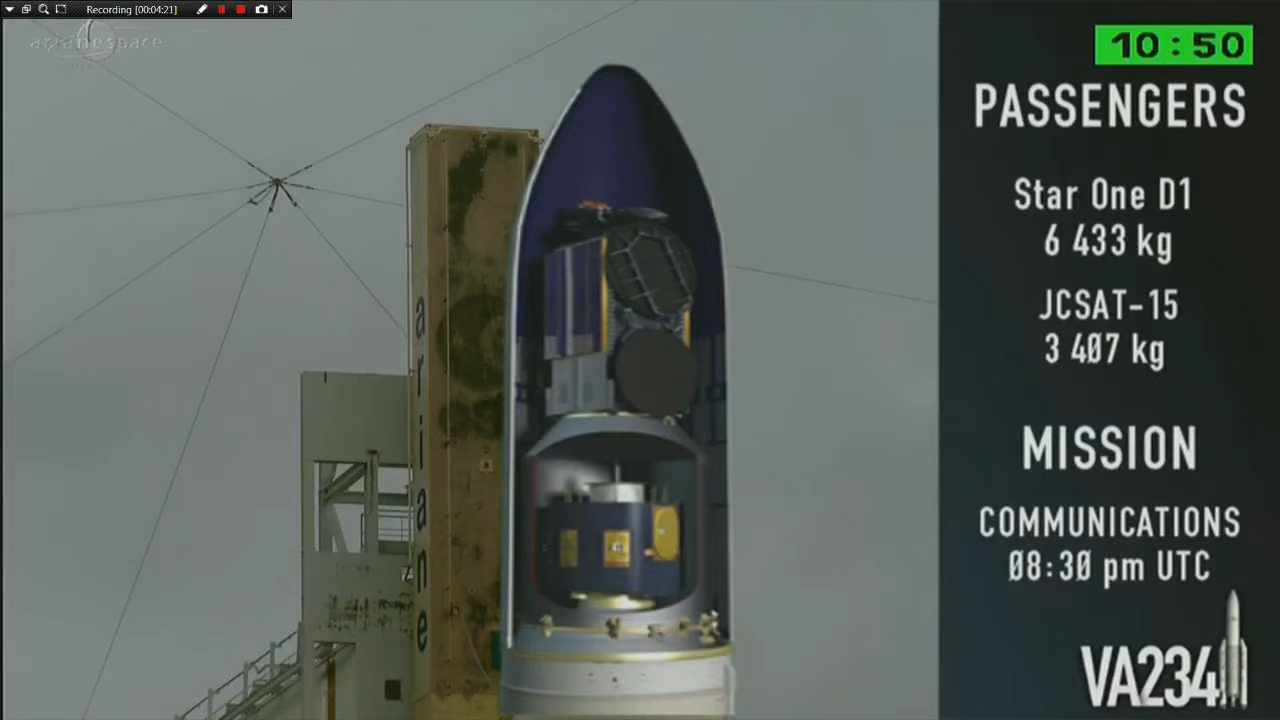 Recording [00:04:21]
arianespace
10:50
PASSENGERS
Star One D1
6 433 kg
JCSAT-15
3 407 kg
ariane
MISSION
COMMUNICATIONS
08:30 pm UTC
VA234